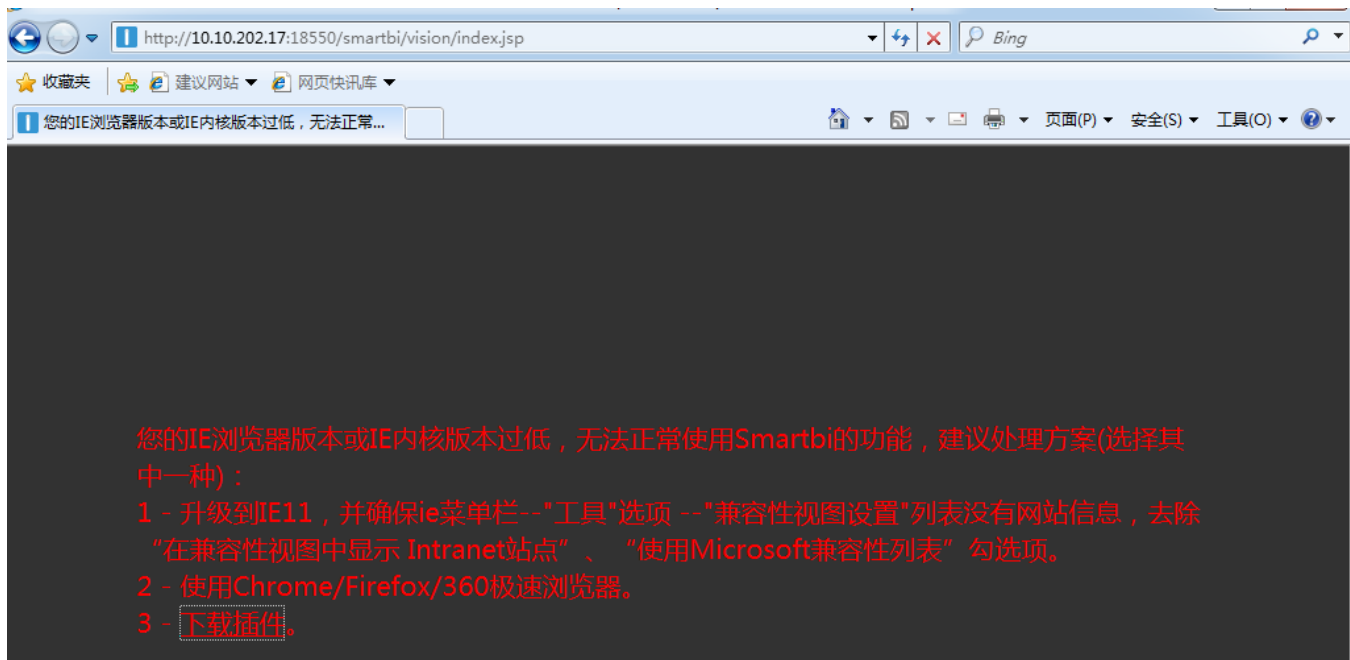 http://10.10.202.17:18550/smartbi/vision/index.jsp
Bing
收藏夹
建议网站
网页快讯库
您的IE浏览器版本或IE内核版本过低，无法正常...
页面(P)
安全(S)
工具(O)
您的IE浏览器版本或IE内核版本过低，无法正常使用Smartbi的功能，建议处理方案(选择其
中一种)：
1 - 升级到IE11，并确保ie菜单栏--"工具"选项 --"兼容性视图设置"列表没有网站信息，去除
“在兼容性视图中显示 Intranet站点”、“使用Microsoft兼容性列表”勾选项。
2 - 使用Chrome/Firefox/360极速浏览器。
3 - 下载插件。